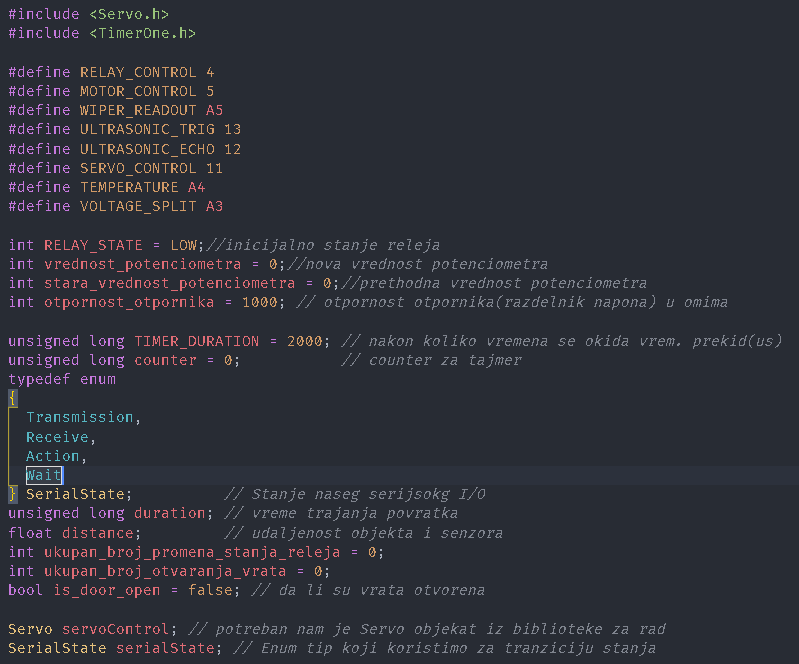 #include <Servo.h>
#include <TimerOne.h>
#define RELAY_CONTROL 4
#define MOTOR_CONTROL 5
#define WIPER_READOUT A5
#define ULTRASONIC_TRIG 13
#define ULTRASONIC_ECHO 12
#define SERVO_CONTROL 11
#define TEMPERATURE A4
#define VOLTAGE_SPLIT A3
int RELAY_STATE = LOW;//inicijalno stanje releja
int vrednost_potenciometra = 0;//nova vrednost potenciometra
int stara_vrednost_potenciometra = 0;//prethodna vrednost potenciometra
int otpornost_otpornika = 1000; // otpornost otpornika(razdelnik napona) u omima
unsigned long TIMER_DURATION = 2000; // nakon koliko vremena se okida vrem. prekid(us)
unsigned long counter = 0; // counter za tajmer
typedef enum
{
Transmission,
Receive,
Action,
Wait
} SerialState; // Stanje naseg serijsokg I/O
unsigned long duration; // vreme trajanja povratka
float distance; // udaljenost objekta i senzora
int ukupan_broj_promena_stanja_releja = 0;
int ukupan_broj_otvaranja_vrata = 0;
bool is_door_open = false; // da li su vrata otvorena
Servo servoControl; // potreban nam je Servo objekat iz biblioteke za rad
SerialState serialState; // Enum tip koji koristimo za tranziciju stanja